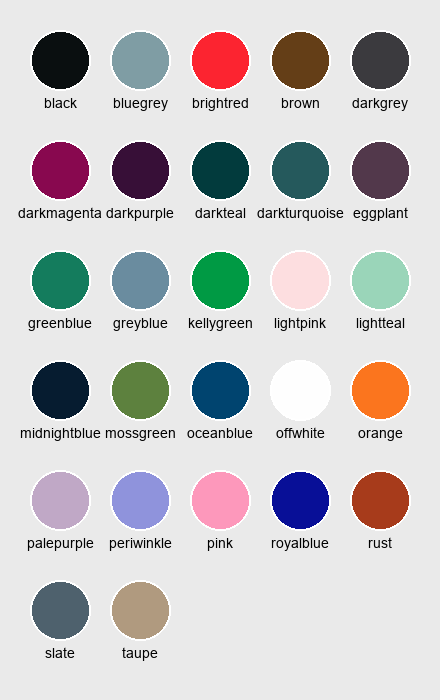 black bluegrey brightred brown darkgrey
darkmagenta darkpurple darkteal darkturquoise eggplant
greenblue greyblue kellygreen lightpink lightteal
midnightblue mossgreen oceanblue offwhite orange
palepurple periwinkle pink royalblue rust
slate taupe